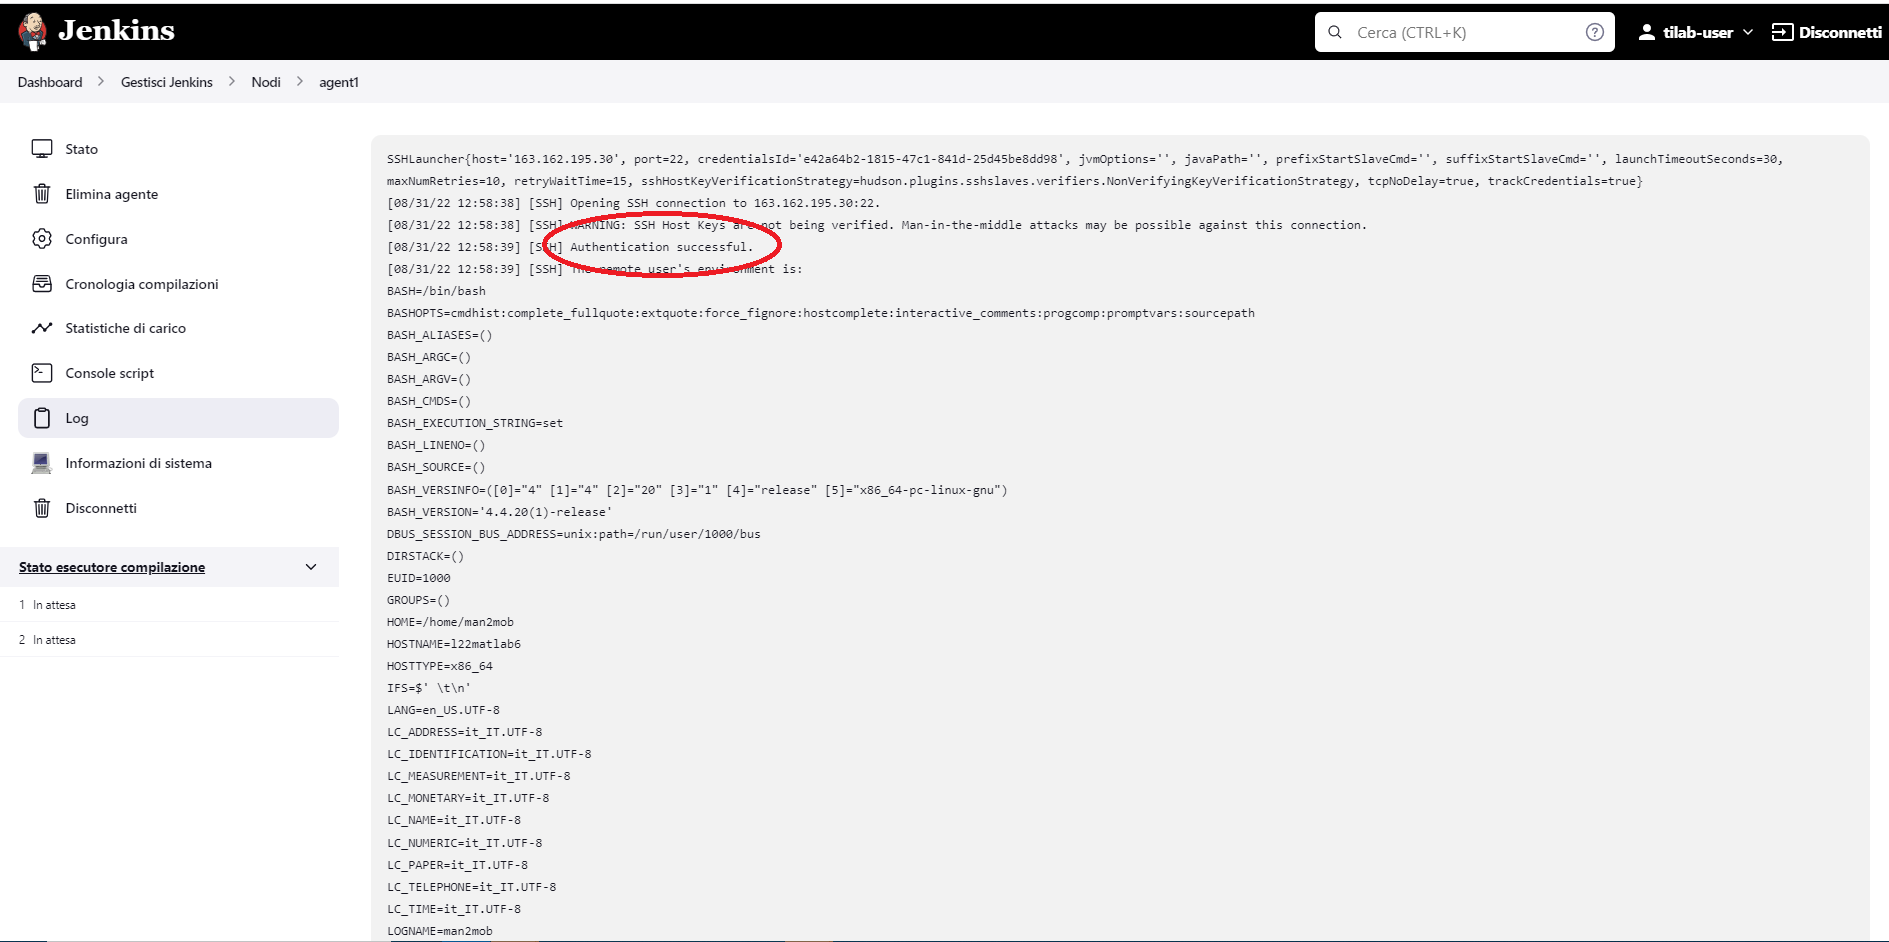 Jenkins
Cerca (CTRL+K)
tilab-user
Disconnetti
Dashboard
Gestisci Jenkins
Nodi
agent1
Stato
Elimina agente
Configura
Cronologia compilazioni
Statistiche di carico
Console script
Log
Informazioni di sistema
Disconnetti
Stato esecutore compilazione
1 In attesa
2 In attesa
SSHLauncher{host='163.162.195.30', port=22, credentialsId='e42a64b2-1815-47c1-841d-25d45be8dd98', jvmOptions='', javaPath='', prefixStartSlaveCmd='', suffixStartSlaveCmd='', launchTimeoutSeconds=30,
maxNumRetries=10, retryWaitTime=15, sshHostKeyVerificationStrategy=hudson.plugins.sshslaves.verifiers.NonVerifyingKeyVerificationStrategy, tcpNoDelay=true, trackCredentials=true}
[08/31/22 12:58:38] [SSH] Opening SSH connection to 163.162.195.30:22.
[08/31/22 12:58:38] [SSH] WARNING: SSH Host Keys are not being verified. Man-in-the-middle attacks may be possible against this connection.
[08/31/22 12:58:39] [SSH] Authentication successful.
[08/31/22 12:58:39] [SSH] The remote user's environment is:
BASH=/bin/bash
BASHOPTS=cmdhist:complete_fullquote:extquote:force_fignore:hostcomplete:interactive_comments:progcomp:promptvars:sourcepath
BASH_ALIASES=()
BASH_ARGC=()
BASH_ARGV=()
BASH_CMDS=()
BASH_EXECUTION_STRING=set
BASH_LINENO=()
BASH_SOURCE=()
BASH_VERSINFO=([0]="4" [1]="4" [2]="20" [3]="1" [4]="release" [5]="x86_64-pc-linux-gnu")
BASH_VERSION='4.4.20(1)-release'
DBUS_SESSION_BUS_ADDRESS=unix:path=/run/user/1000/bus
DIRSTACK=()
EUID=1000
GROUPS=()
HOME=/home/man2mob
HOSTNAME=l22matlab6
HOSTTYPE=x86_64
IFS=$' \t\n'
LANG=en_US.UTF-8
LC_ADDRESS=it_IT.UTF-8
LC_IDENTIFICATION=it_IT.UTF-8
LC_MEASUREMENT=it_IT.UTF-8
LC_MONETARY=it_IT.UTF-8
LC_NAME=it_IT.UTF-8
LC_NUMERIC=it_IT.UTF-8
LC_PAPER=it_IT.UTF-8
LC_TELEPHONE=it_IT.UTF-8
LC_TIME=it_IT.UTF-8
LOGNAME=man2mob